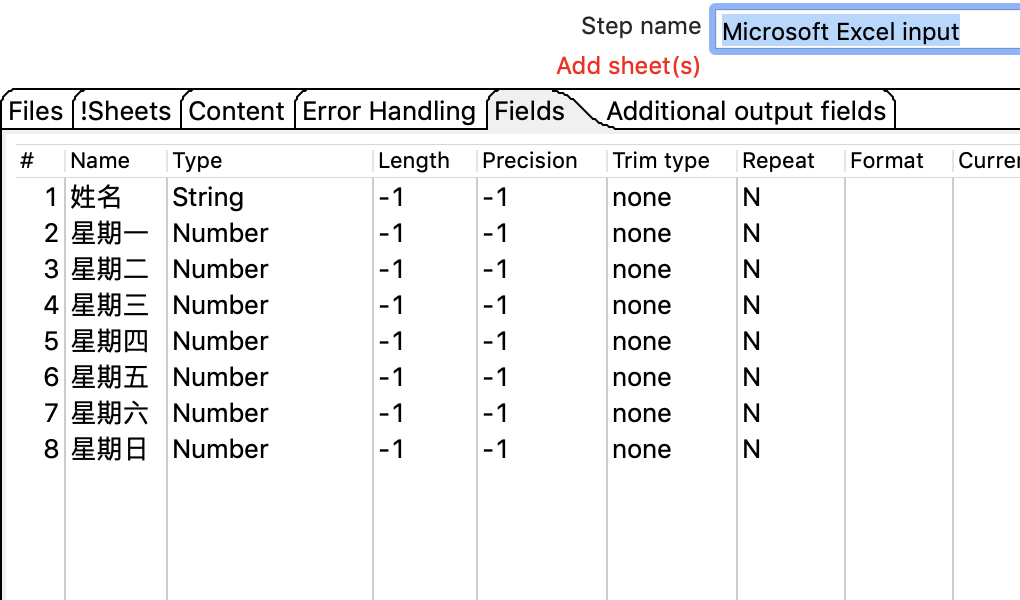 Step name Microsoft Excel input
Add sheet(s)
Files !Sheets Content Error Handling Fields Additional output fields
# Name Type Length Precision Trim type Repeat Format
1 姓名 String -1 -1 none N
2 星期一 Number -1 -1 none N
3 星期二 Number -1 -1 none N
4 星期三 Number -1 -1 none N
5 星期四 Number -1 -1 none N
6 星期五 Number -1 -1 none N
7 星期六 Number -1 -1 none N
8 星期日 Number -1 -1 none N